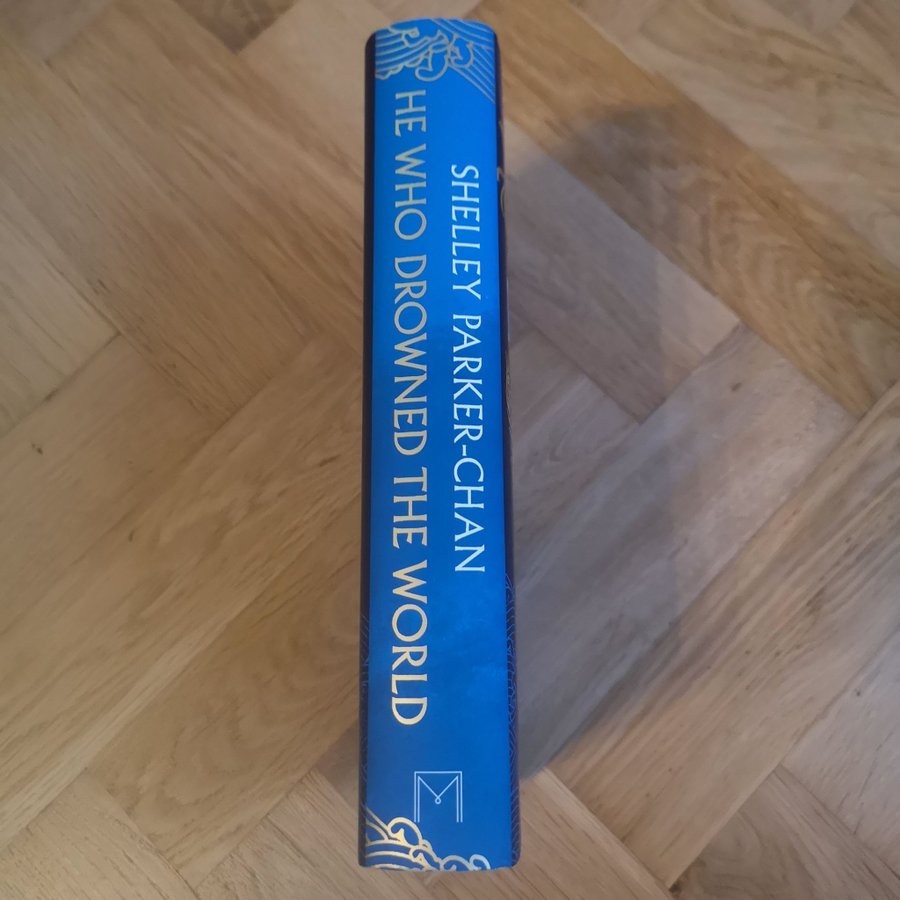 SHELLEY PARKER-CHAN
HE WHO DROWNED THE WORLD
M